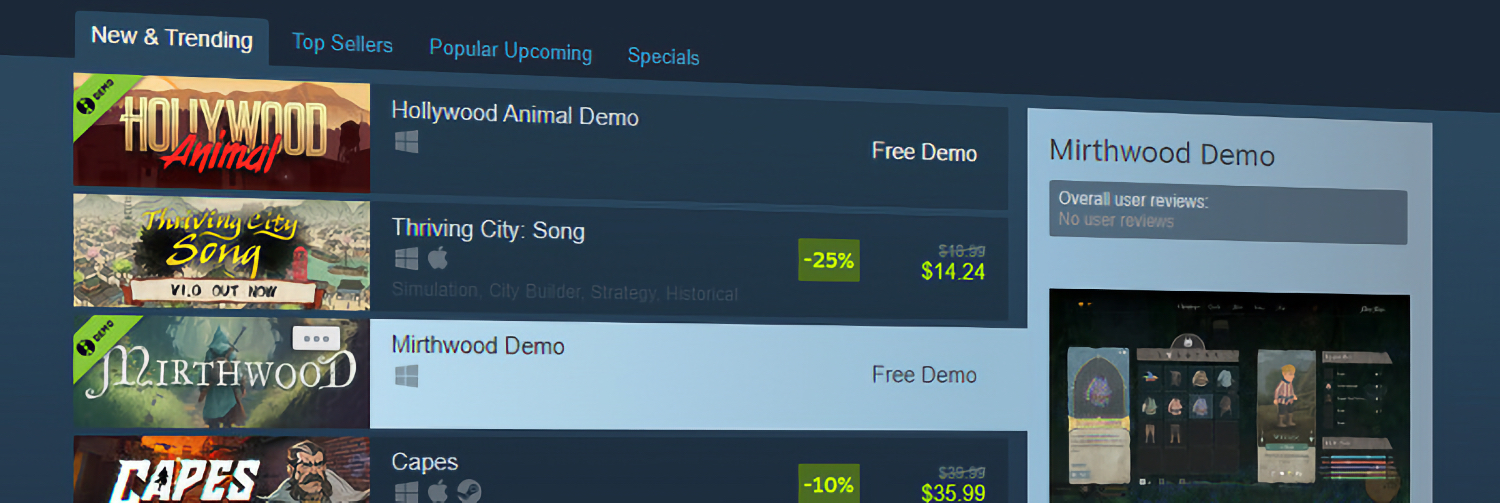 New & Trending
Top Sellers
Popular Upcoming
Specials
DEMO
HOLLYWOOD
Animal
Hollywood Animal Demo
Free Demo
Thriving City
Song
V1.0 OUT NOW
Thriving City: Song
-25%
$18.99
$14.24
Simulation, City Builder, Strategy, Historical
DEMO
MIRTHWOOD
Mirthwood Demo
Free Demo
CAPES
Capes
-10%
$39.99
$35.99
Mirthwood Demo
Overall user reviews:
No user reviews